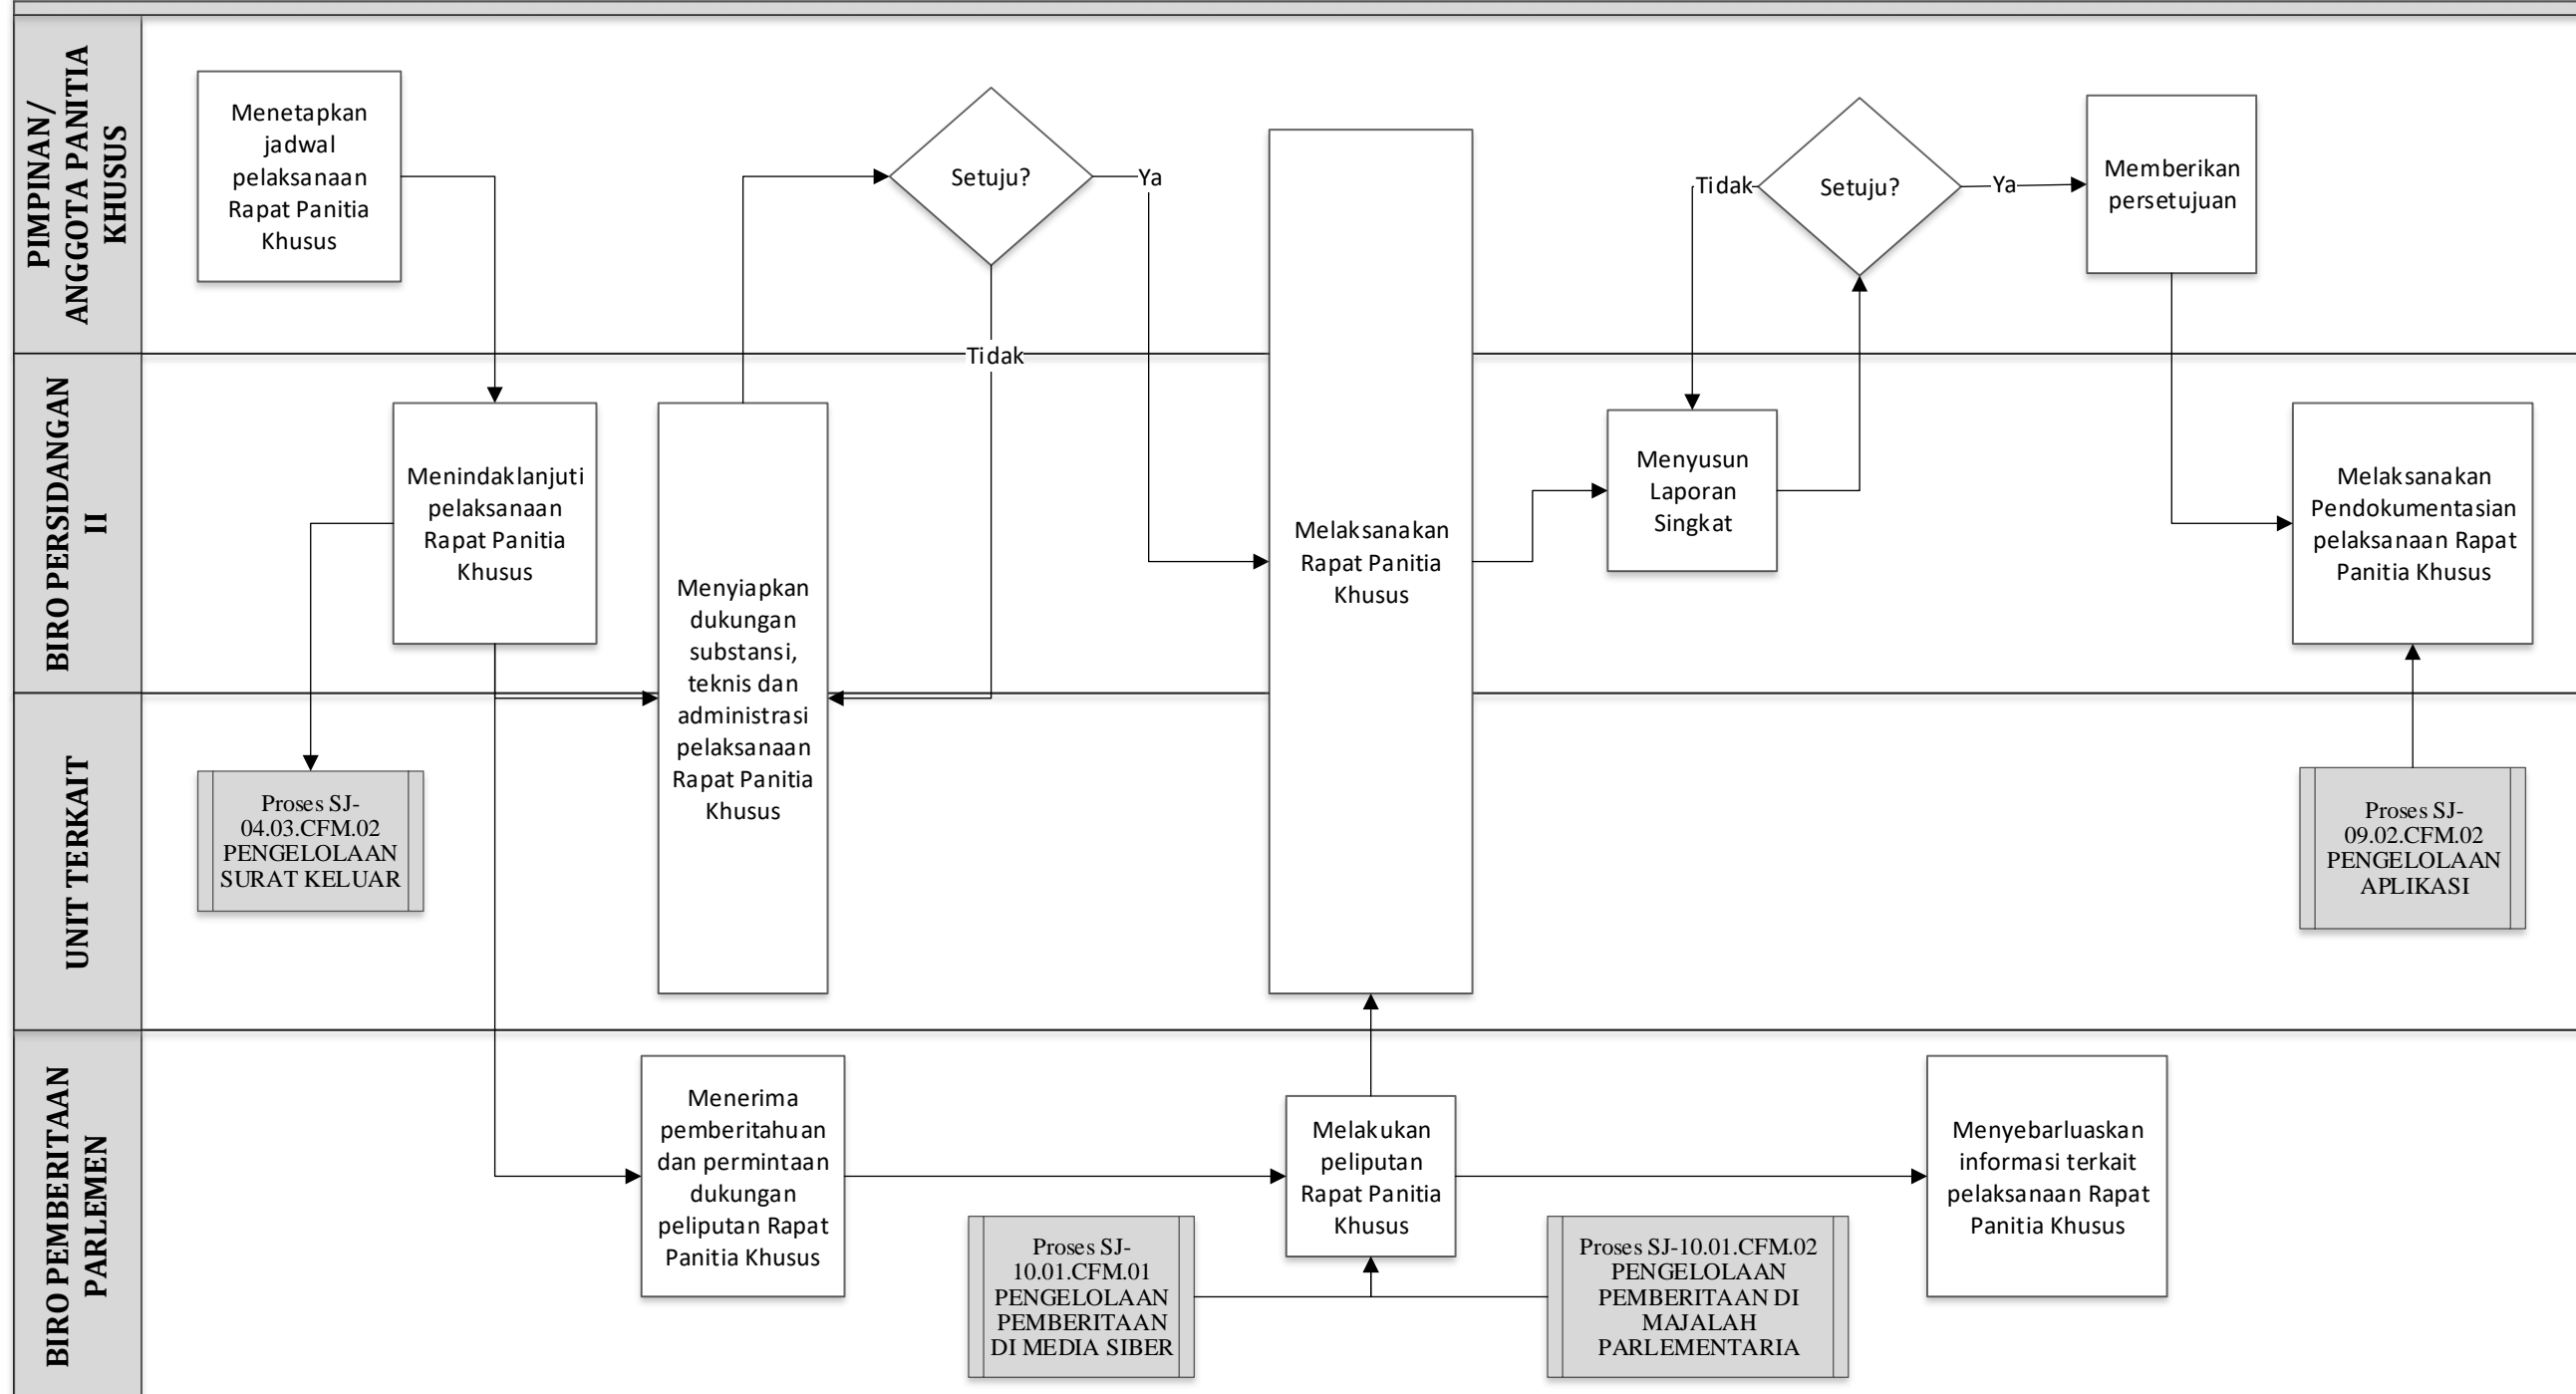 PIMPINAN/
ANGGOTA PANITIA
KHUSUS
Menetapkan
jadwal
pelaksanaan
Rapat Panitia
Khusus
Setuju?
Ya
Tidak
Tidak
Setuju?
Ya
Memberikan
persetujuan
BIRO PERSIDANGAN
II
Menindaklanjuti
pelaksanaan
Rapat Panitia
Khusus
Menyiapkan
dukungan
substansi,
teknis dan
administrasi
pelaksanaan
Rapat Panitia
Khusus
Melaksanakan
Rapat Panitia
Khusus
Menyusun
Laporan
Singkat
Melaksanakan
Pendokumentasian
pelaksanaan Rapat
Panitia Khusus
UNIT TERKAIT
Proses SJ-
04.03.CFM.02
PENGELOLAAN
SURAT KELUAR
Proses SJ-
09.02.CFM.02
PENGELOLAAN
APLIKASI
BIRO PEMBERITAAN
PARLEMEN
Menerima
pemberitahuan
dan permintaan
dukungan
peliputan Rapat
Panitia Khusus
Proses SJ-
10.01.CFM.01
PENGELOLAAN
PEMBERITAAN
DI MEDIA SIBER
Melakukan
peliputan
Rapat Panitia
Khusus
Proses SJ-10.01.CFM.02
PENGELOLAAN
PEMBERITAAN DI
MAJALAH
PARLEMENTARIA
Menyebarluaskan
informasi terkait
pelaksanaan Rapat
Panitia Khusus